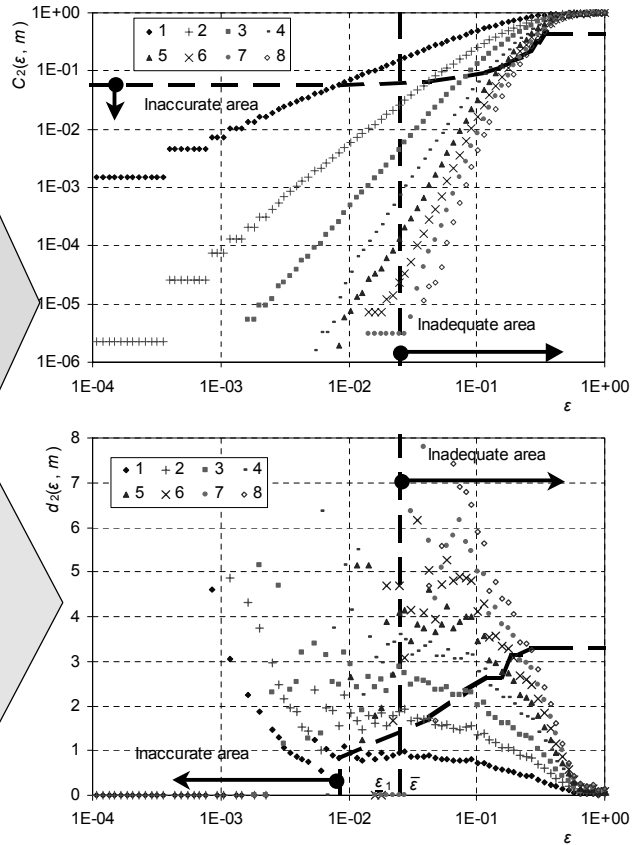 C₂(ε, m)
1E+00
1E-01
1E-02
1E-03
1E-04
1E-05
1E-06
1 2 3 4
5 6 7 8
Inaccurate area
Inadequate area
1E-04 1E-03 1E-02 1E-01 1E+00
ε
d₂(ε, m)
8
7
6
5
4
3
2
1
0
1 2 3 4
5 6 7 8
Inadequate area
Inaccurate area
ε₁ ε̅
1E-04 1E-03 1E-02 1E-01 1E+00
ε